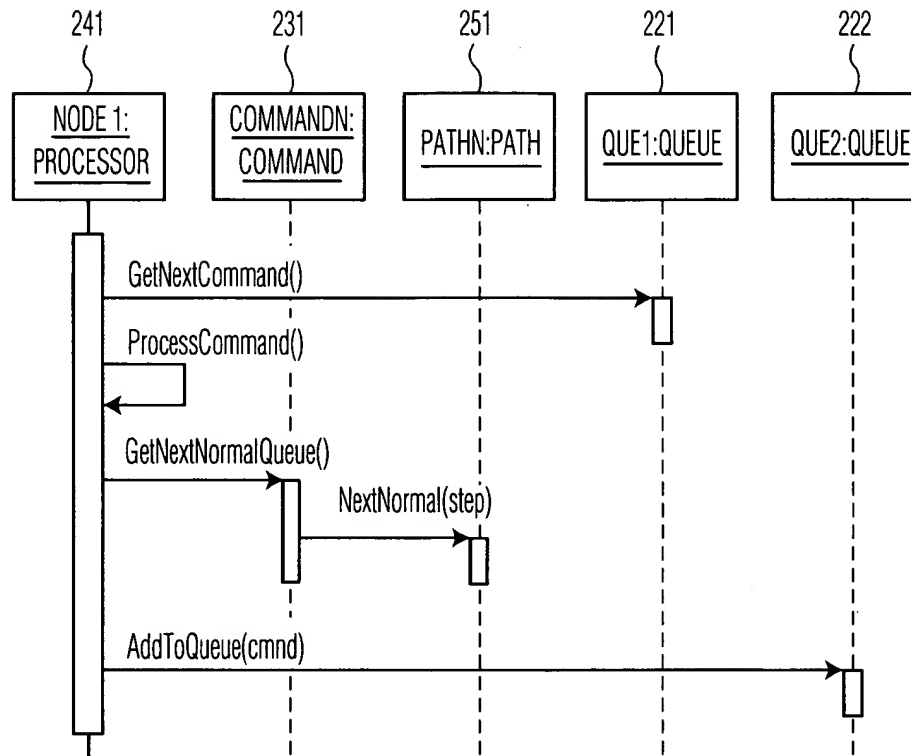 241
231
251
221
222
NODE 1:
PROCESSOR
COMMANDN:
COMMAND
PATHN:PATH
QUE1:QUEUE
QUE2:QUEUE
GetNextCommand()
ProcessCommand()
GetNextNormalQueue()
NextNormal(step)
AddToQueue(cmnd)